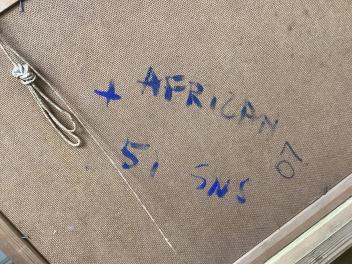 + AFRICAN
51 SNS
07